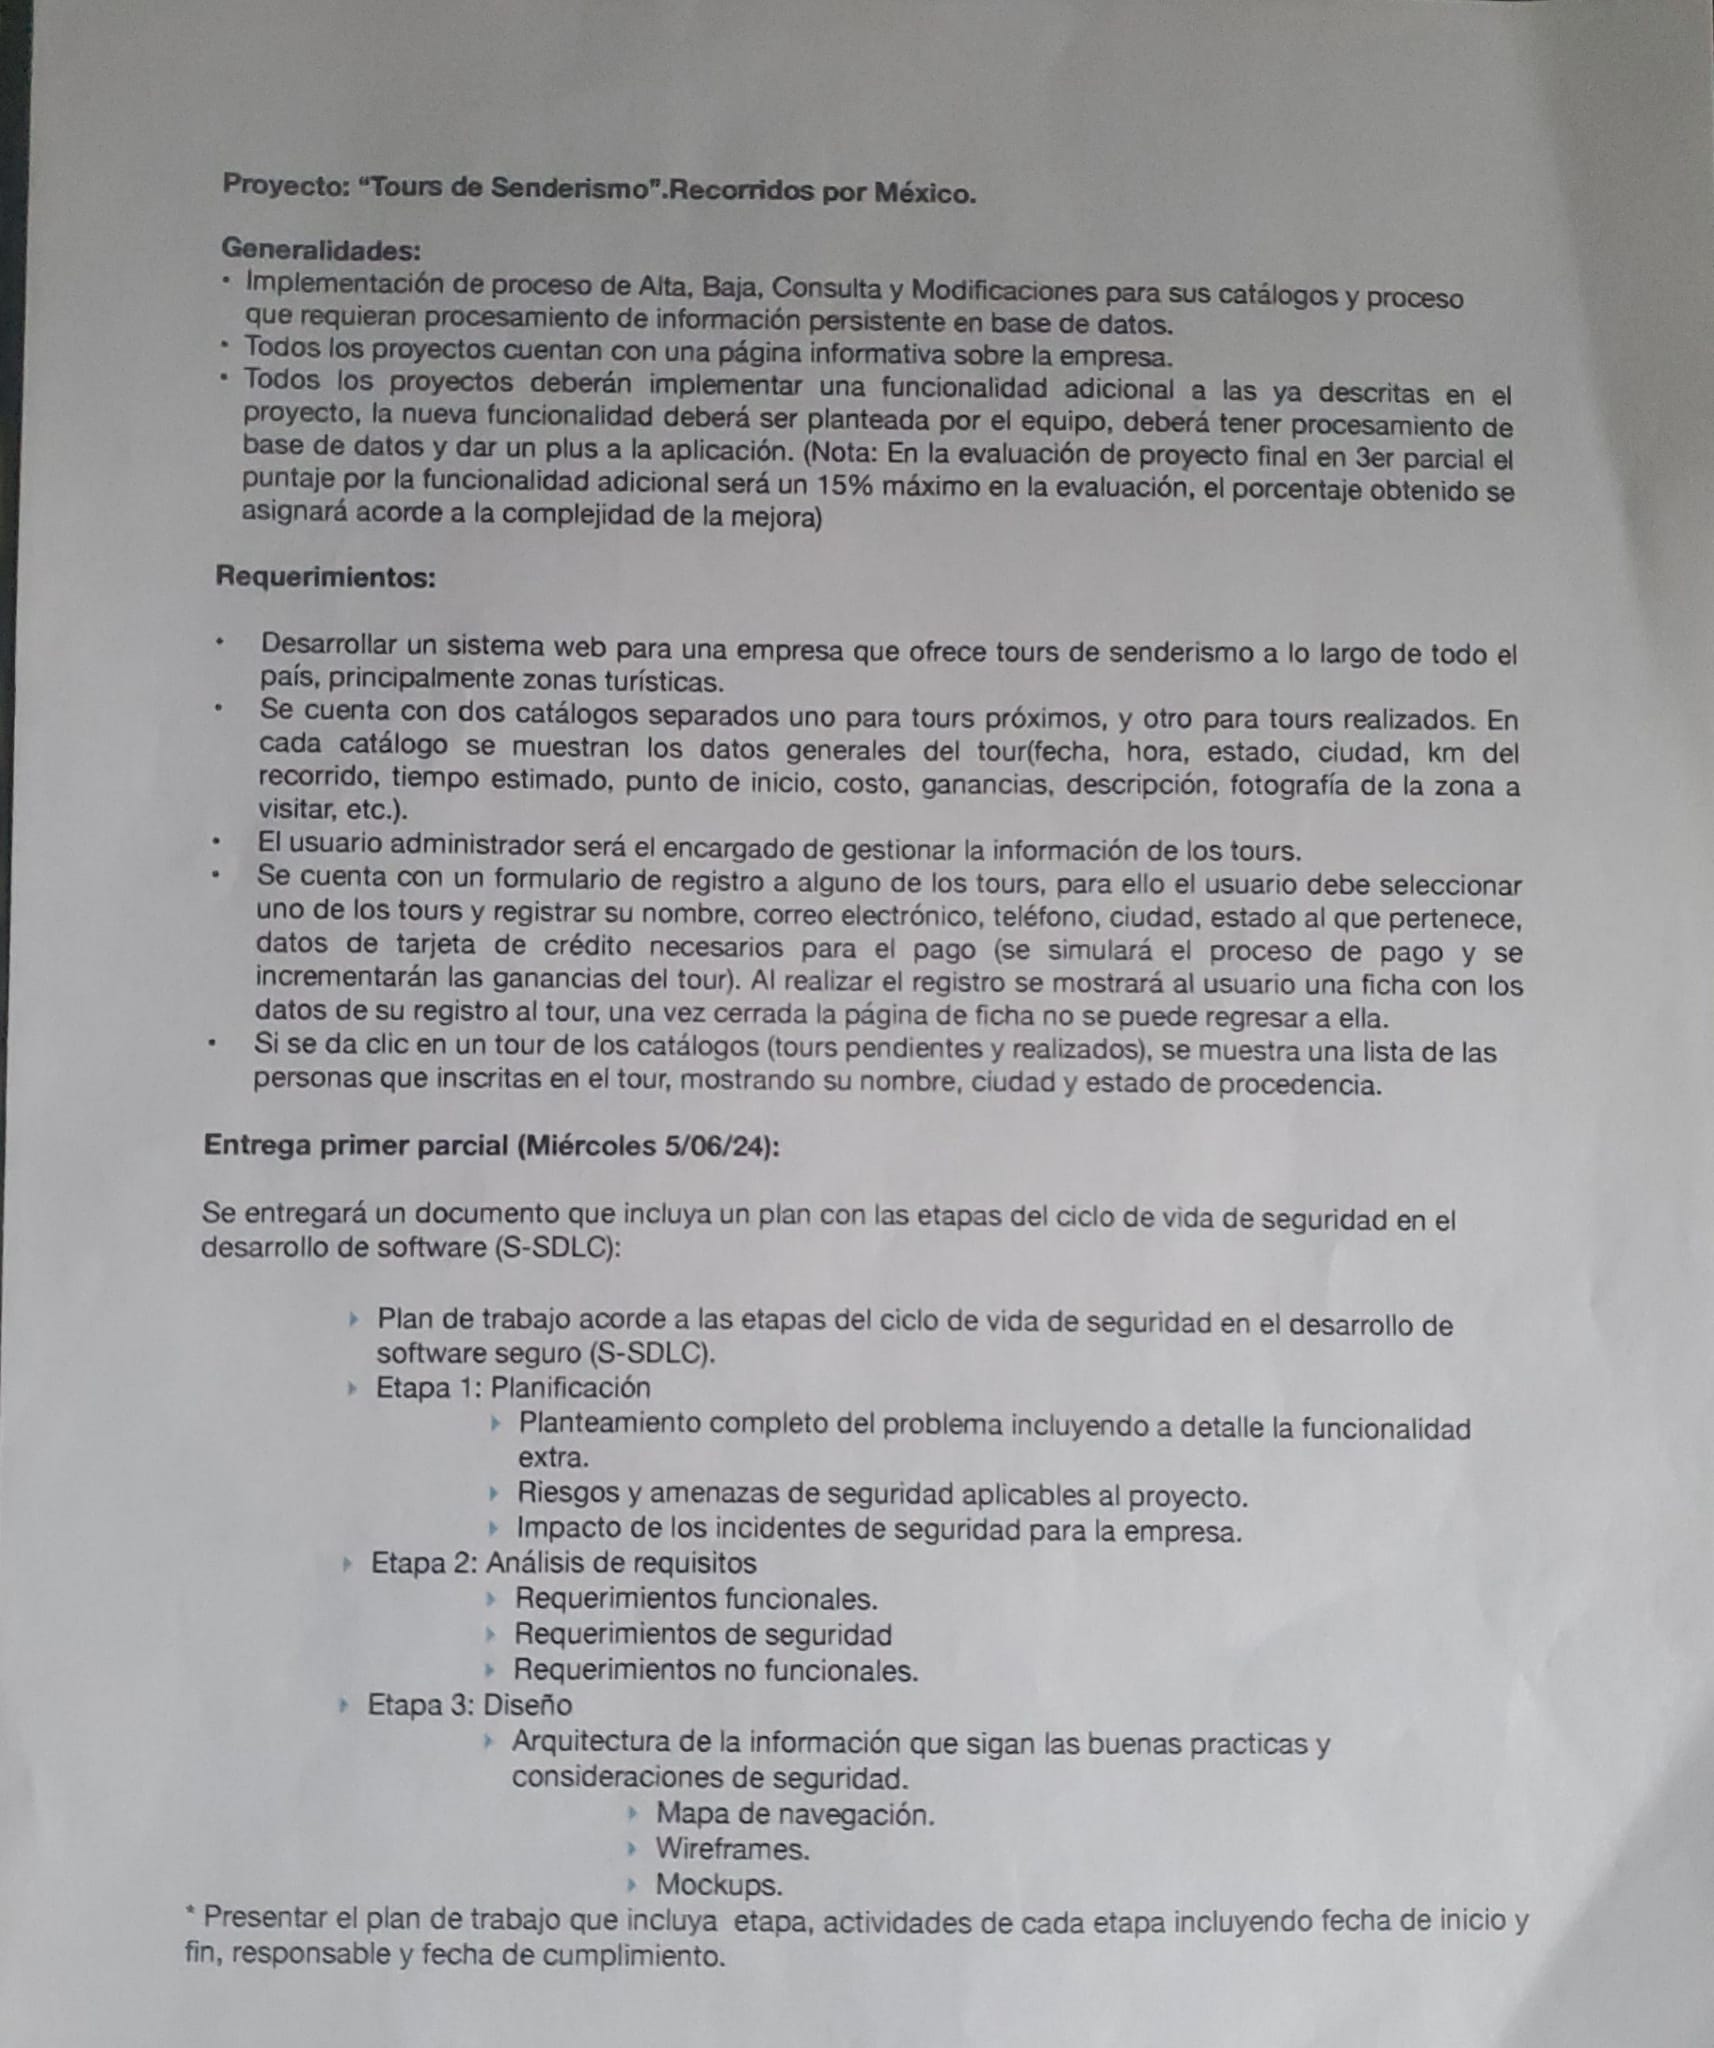 Proyecto: “Tours de Senderismo”.Recorridos por México.
Generalidades:
• Implementación de proceso de Alta, Baja, Consulta y Modificaciones para sus catálogos y proceso
que requieran procesamiento de información persistente en base de datos.
• Todos los proyectos cuentan con una página informativa sobre la empresa.
• Todos los proyectos deberán implementar una funcionalidad adicional a las ya descritas en el
proyecto, la nueva funcionalidad deberá ser planteada por el equipo, deberá tener procesamiento de
base de datos y dar un plus a la aplicación. (Nota: En la evaluación de proyecto final en 3er parcial el
puntaje por la funcionalidad adicional será un 15% máximo en la evaluación, el porcentaje obtenido se
asignará acorde a la complejidad de la mejora)
Requerimientos:
• Desarrollar un sistema web para una empresa que ofrece tours de senderismo a lo largo de todo el
país, principalmente zonas turísticas.
• Se cuenta con dos catálogos separados uno para tours próximos, y otro para tours realizados. En
cada catálogo se muestran los datos generales del tour(fecha, hora, estado, ciudad, km del
recorrido, tiempo estimado, punto de inicio, costo, ganancias, descripción, fotografía de la zona a
visitar, etc.).
• El usuario administrador será el encargado de gestionar la información de los tours.
• Se cuenta con un formulario de registro a alguno de los tours, para ello el usuario debe seleccionar
uno de los tours y registrar su nombre, correo electrónico, teléfono, ciudad, estado al que pertenece,
datos de tarjeta de crédito necesarios para el pago (se simulará el proceso de pago y se
incrementarán las ganancias del tour). Al realizar el registro se mostrará al usuario una ficha con los
datos de su registro al tour, una vez cerrada la página de ficha no se puede regresar a ella.
• Si se da clic en un tour de los catálogos (tours pendientes y realizados), se muestra una lista de las
personas que inscritas en el tour, mostrando su nombre, ciudad y estado de procedencia.
Entrega primer parcial (Miércoles 5/06/24):
Se entregará un documento que incluya un plan con las etapas del ciclo de vida de seguridad en el
desarrollo de software (S-SDLC):
Plan de trabajo acorde a las etapas del ciclo de vida de seguridad en el desarrollo de
software seguro (S-SDLC).
Etapa 1: Planificación
Planteamiento completo del problema incluyendo a detalle la funcionalidad
extra.
Riesgos y amenazas de seguridad aplicables al proyecto.
Impacto de los incidentes de seguridad para la empresa.
Etapa 2: Análisis de requisitos
Requerimientos funcionales.
Requerimientos de seguridad
Requerimientos no funcionales.
Etapa 3: Diseño
Arquitectura de la información que sigan las buenas practicas y
consideraciones de seguridad.
Mapa de navegación.
Wireframes.
Mockups.
* Presentar el plan de trabajo que incluya etapa, actividades de cada etapa incluyendo fecha de inicio y
fin, responsable y fecha de cumplimiento.